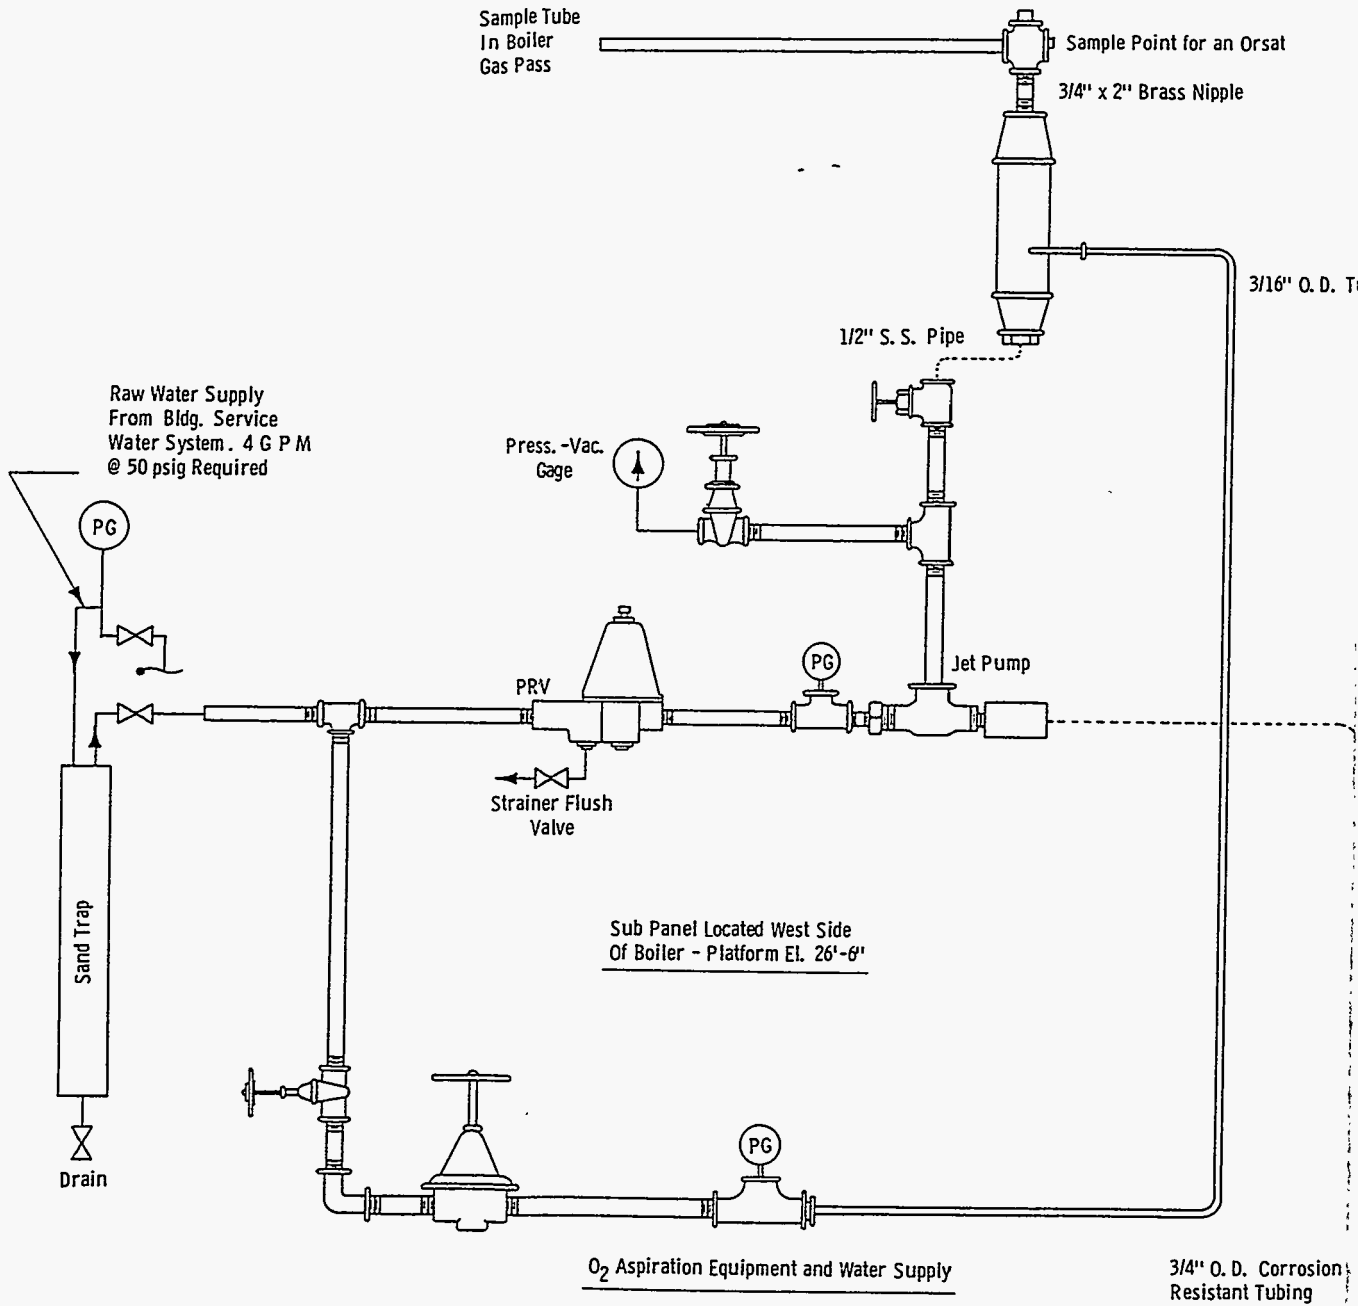 Sample Tube
In Boiler
Gas Pass
Sample Point for an Orsat
3/4" x 2" Brass Nipple
3/16" O. D.
1/2" S. S. Pipe
Raw Water Supply
From Bldg. Service
Water System. 4 G P M
@ 50 psig Required
Press. -Vac.
Gage
PG
PG
Jet Pump
PRV
Strainer Flush
Valve
Sand Trap
Sub Panel Located West Side
Of Boiler - Platform El. 26'-6"
PG
Drain
O2 Aspiration Equipment and Water Supply
3/4" O. D. Corrosion
Resistant Tubing